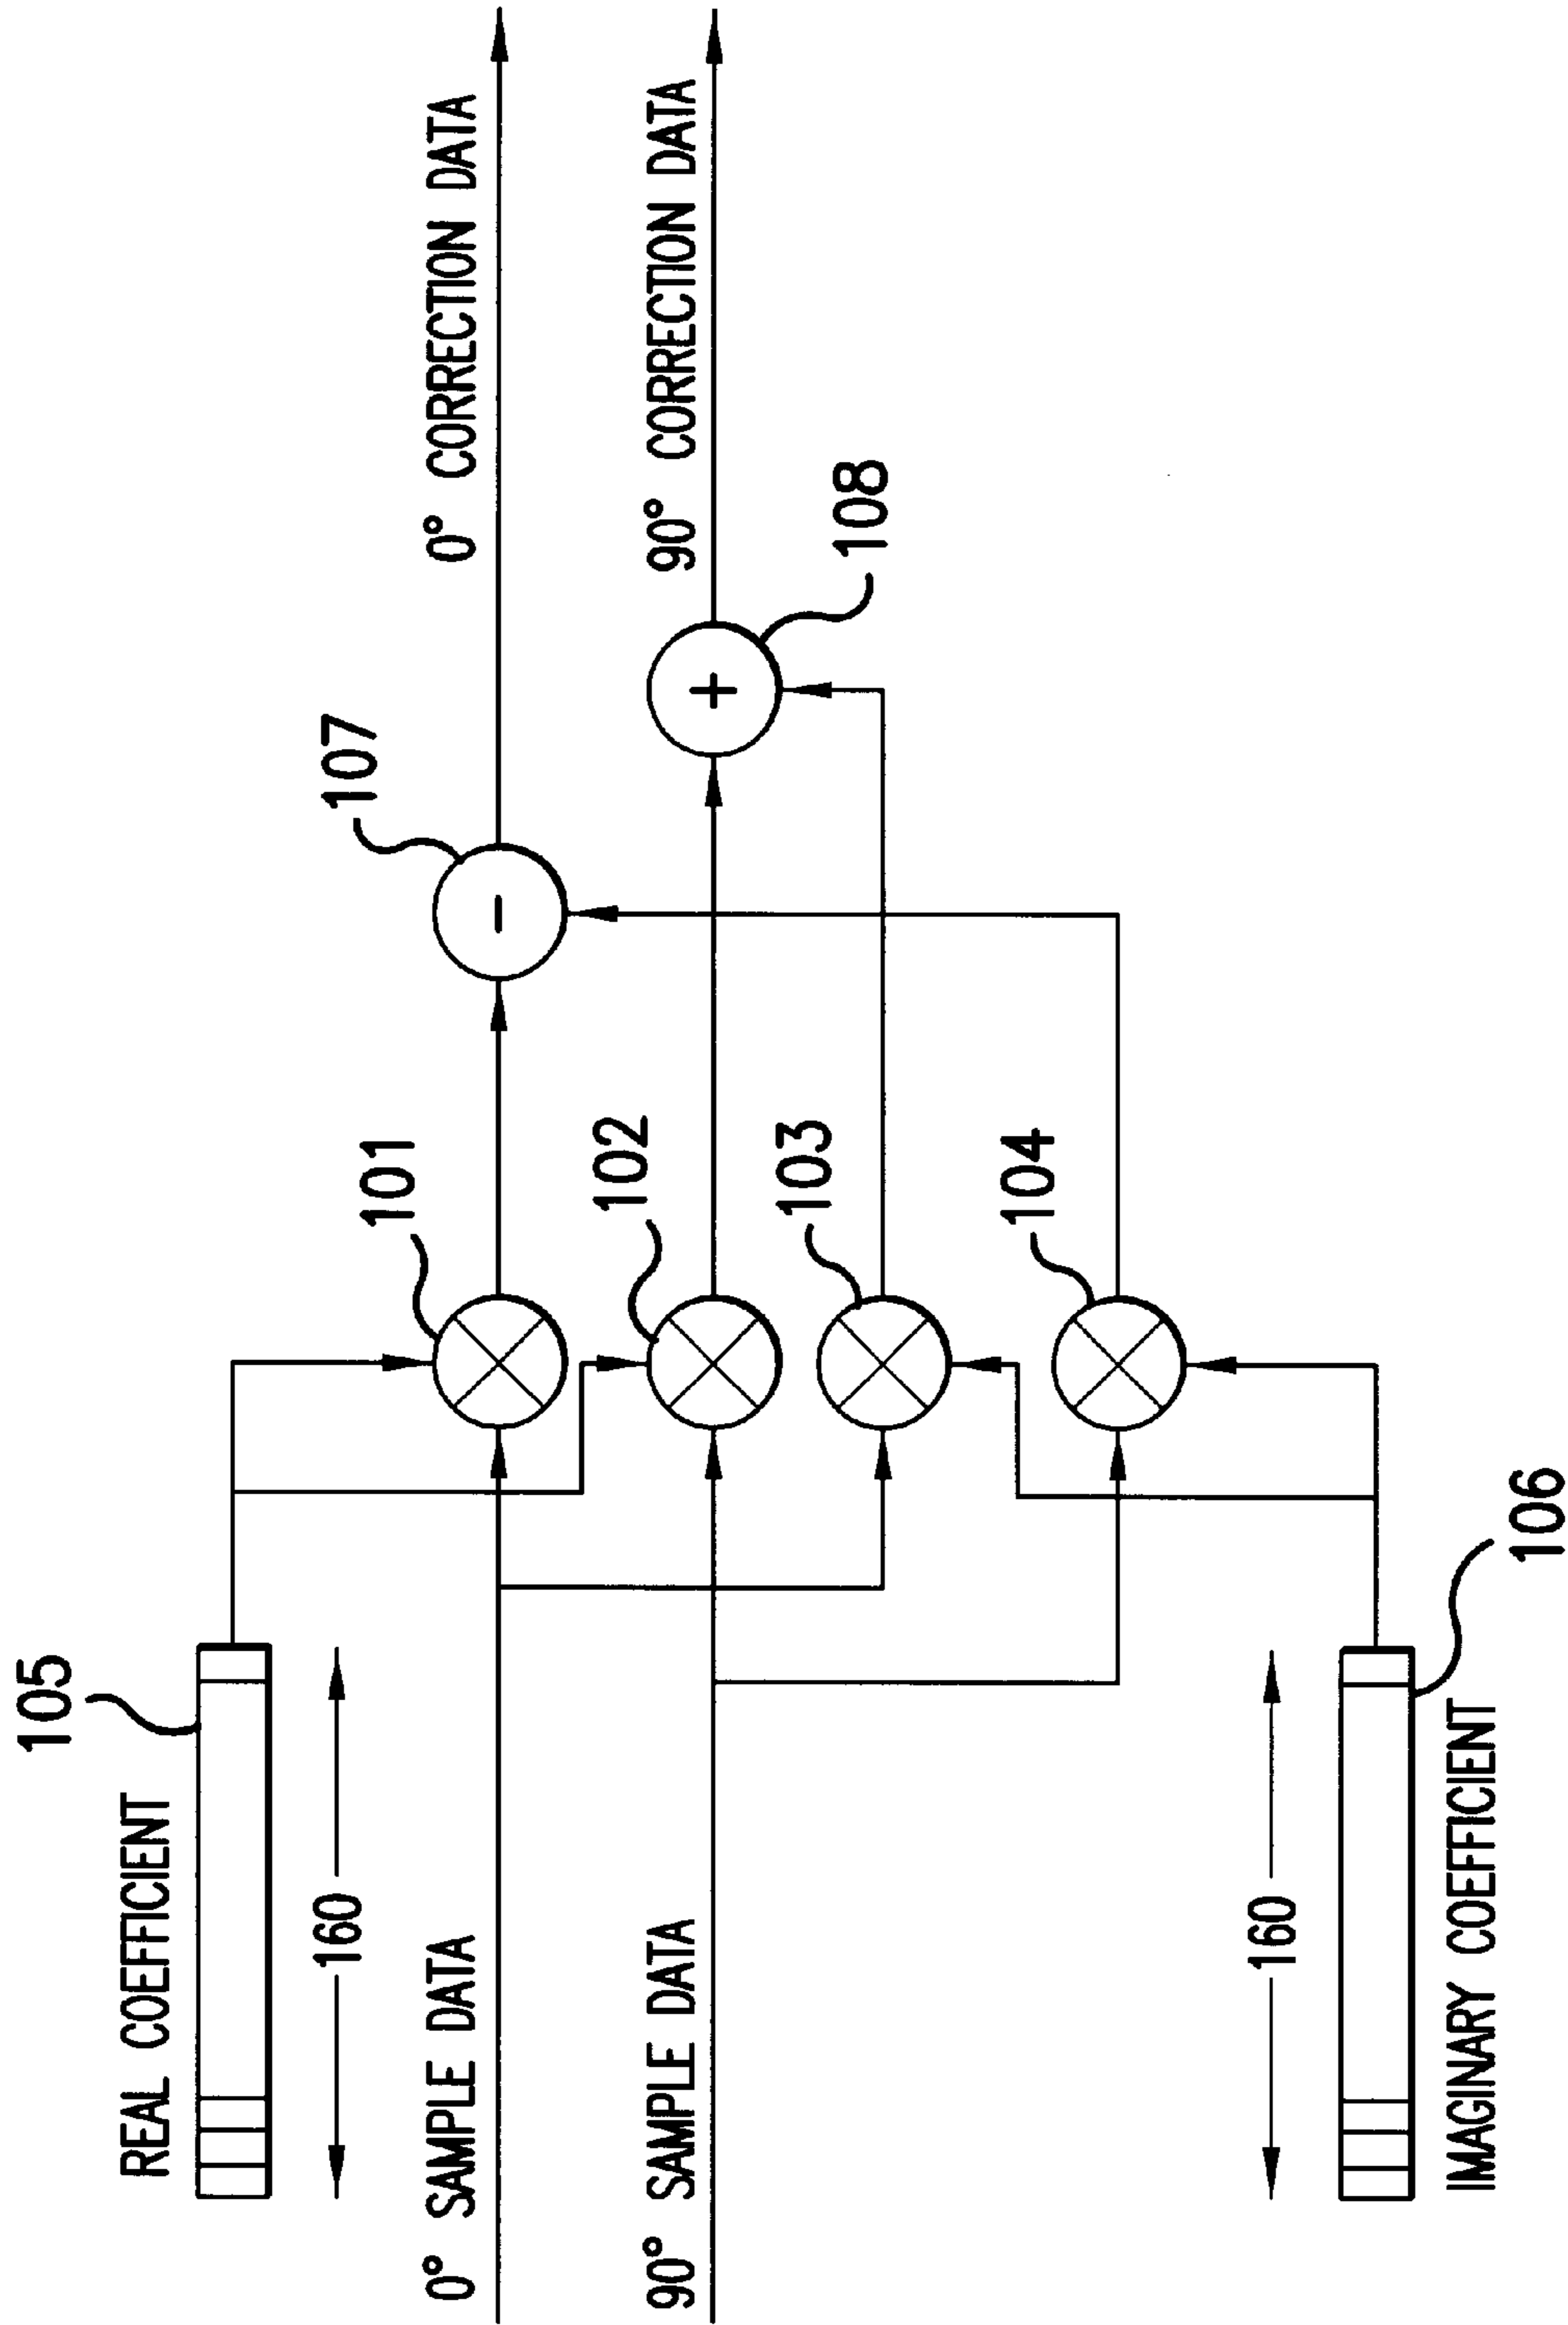 105
REAL COEFFICIENT
160
107
0° CORRECTION DATA
101
0° SAMPLE DATA
102
90° CORRECTION DATA
90° SAMPLE DATA
-
+
108
103
104
160
IMAGINARY COEFFICIENT
106